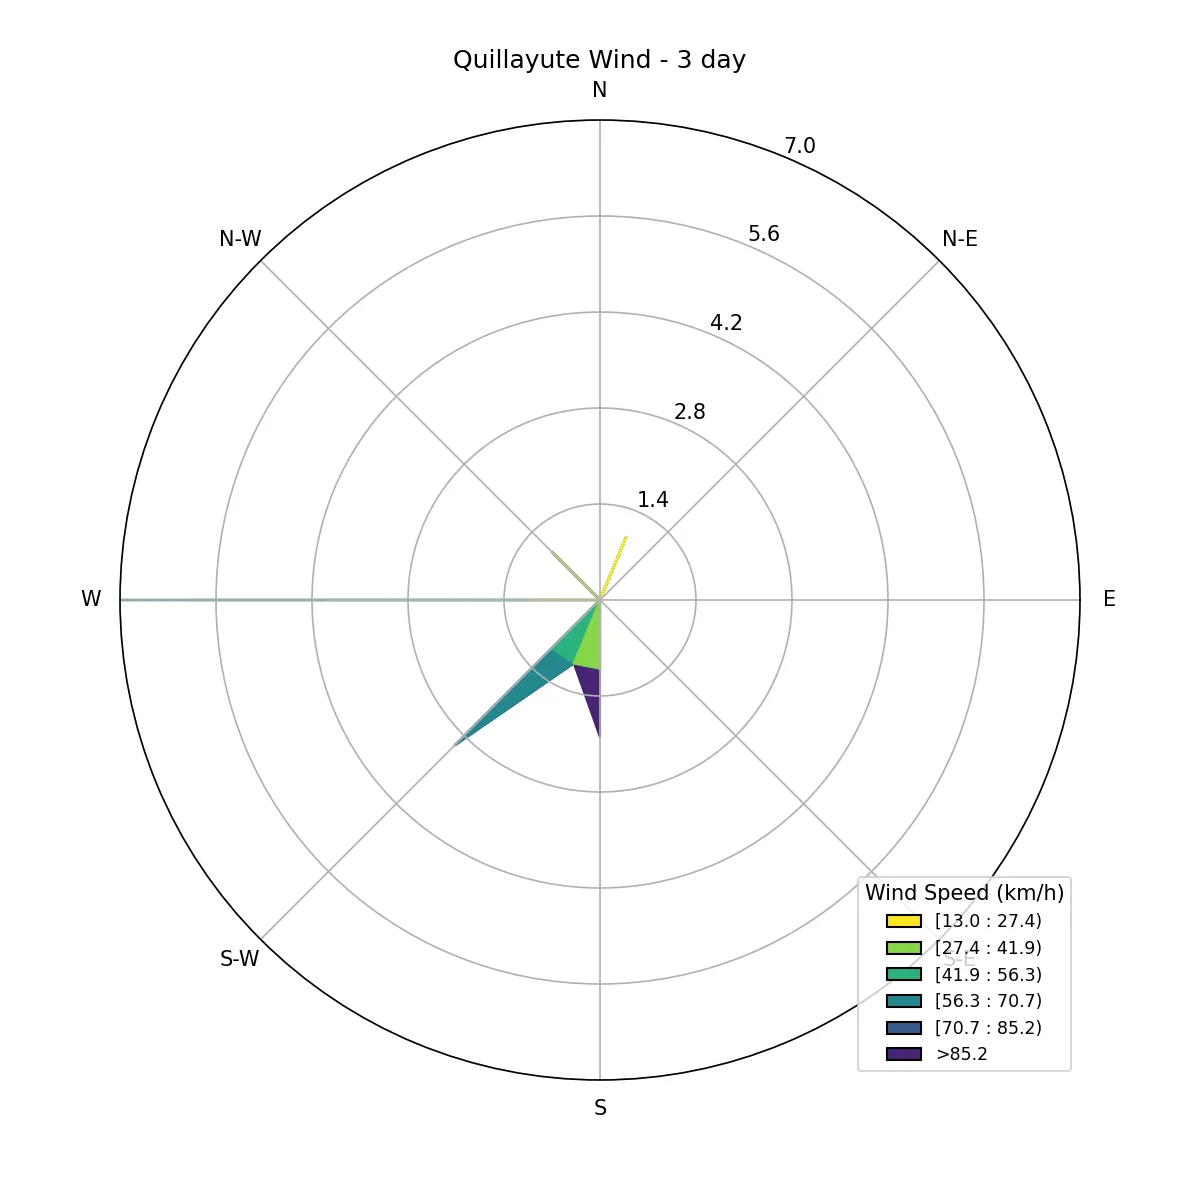 Quillayute Wind - 3 day
N
7.0
N-W
5.6
N-E
4.2
2.8
1.4
W
E
Wind Speed (km/h)
[13.0 : 27.4)
[27.4 : 41.9)
S-W
S-E
[41.9 : 56.3)
[56.3 : 70.7)
[70.7 : 85.2)
>85.2
S